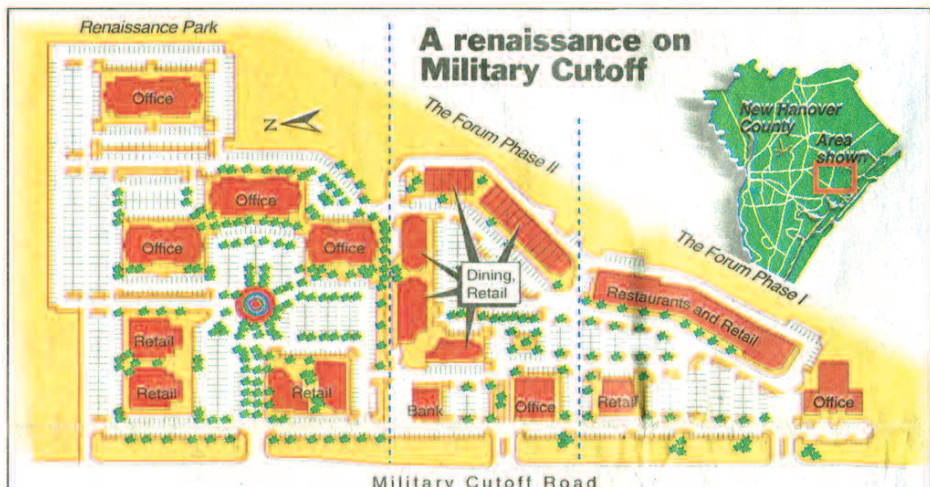 Renaissance Park
A renaissance on
Military Cutoff
New Hanover
County
Area
shown
Office
N
The Forum Phase II
Office
Office
Office
Dining,
Retail
The Forum Phase I
Restaurants and Retail
Retail
Retail
Retail
Bank
Office
Retail
Office
Military Cutoff Road